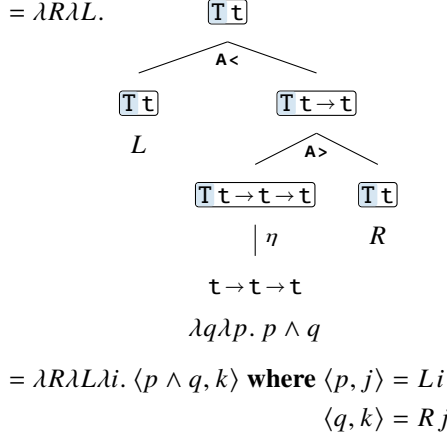 = λRλL. T t
A<
T t T t → t
L A>
T t → t → t T t
η R
t → t → t
λqλp. p ∧ q
= λRλLλi. ⟨p ∧ q, k⟩ where ⟨p, j⟩ = L i
⟨q, k⟩ = R j